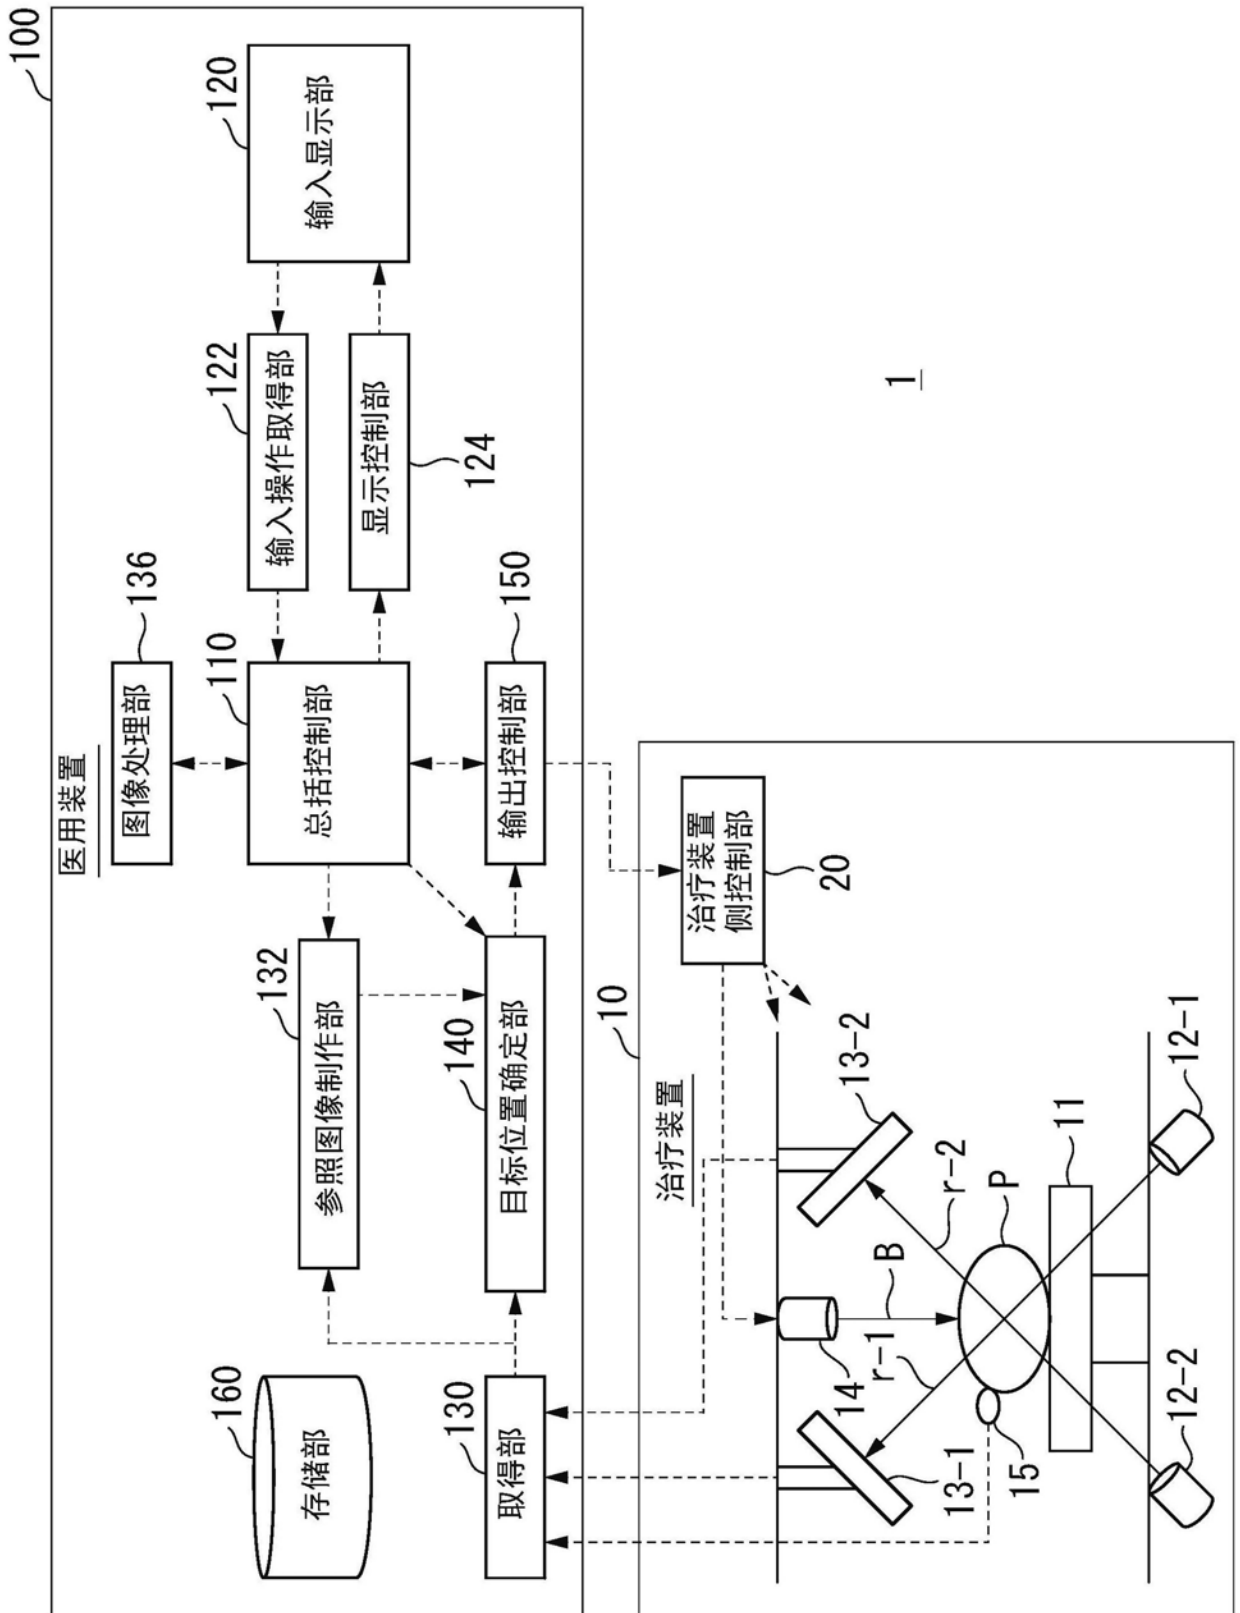 100
医用装置
图像处理部
136
110
总括控制部
122
输入操作取得部
120
输入显示部
显示控制部
124
132
参照图像制作部
140
目标位置确定部
150
输出控制部
160
存储部
130
取得部
10
治疗装置
治疗装置
侧控制部
20
13-2
14
B
r-1
r-2
P
13-1
15
11
12-1
12-2
1